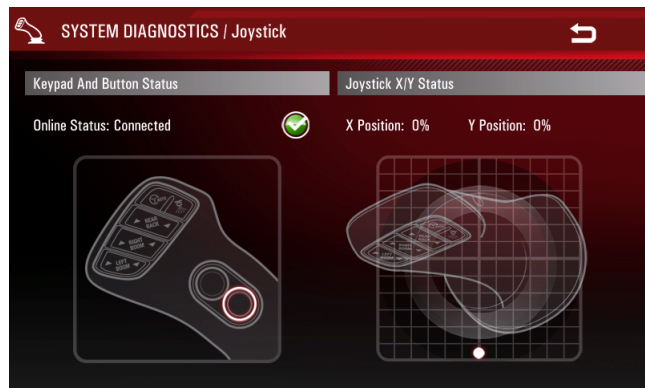 SYSTEM DIAGNOSTICS / Joystick
Keypad And Button Status
Joystick X/Y Status
Online Status: Connected
X Position: 0% Y Position: 0%
REAR
RACK
RIGHT
BOOM
LEFT
BOOM